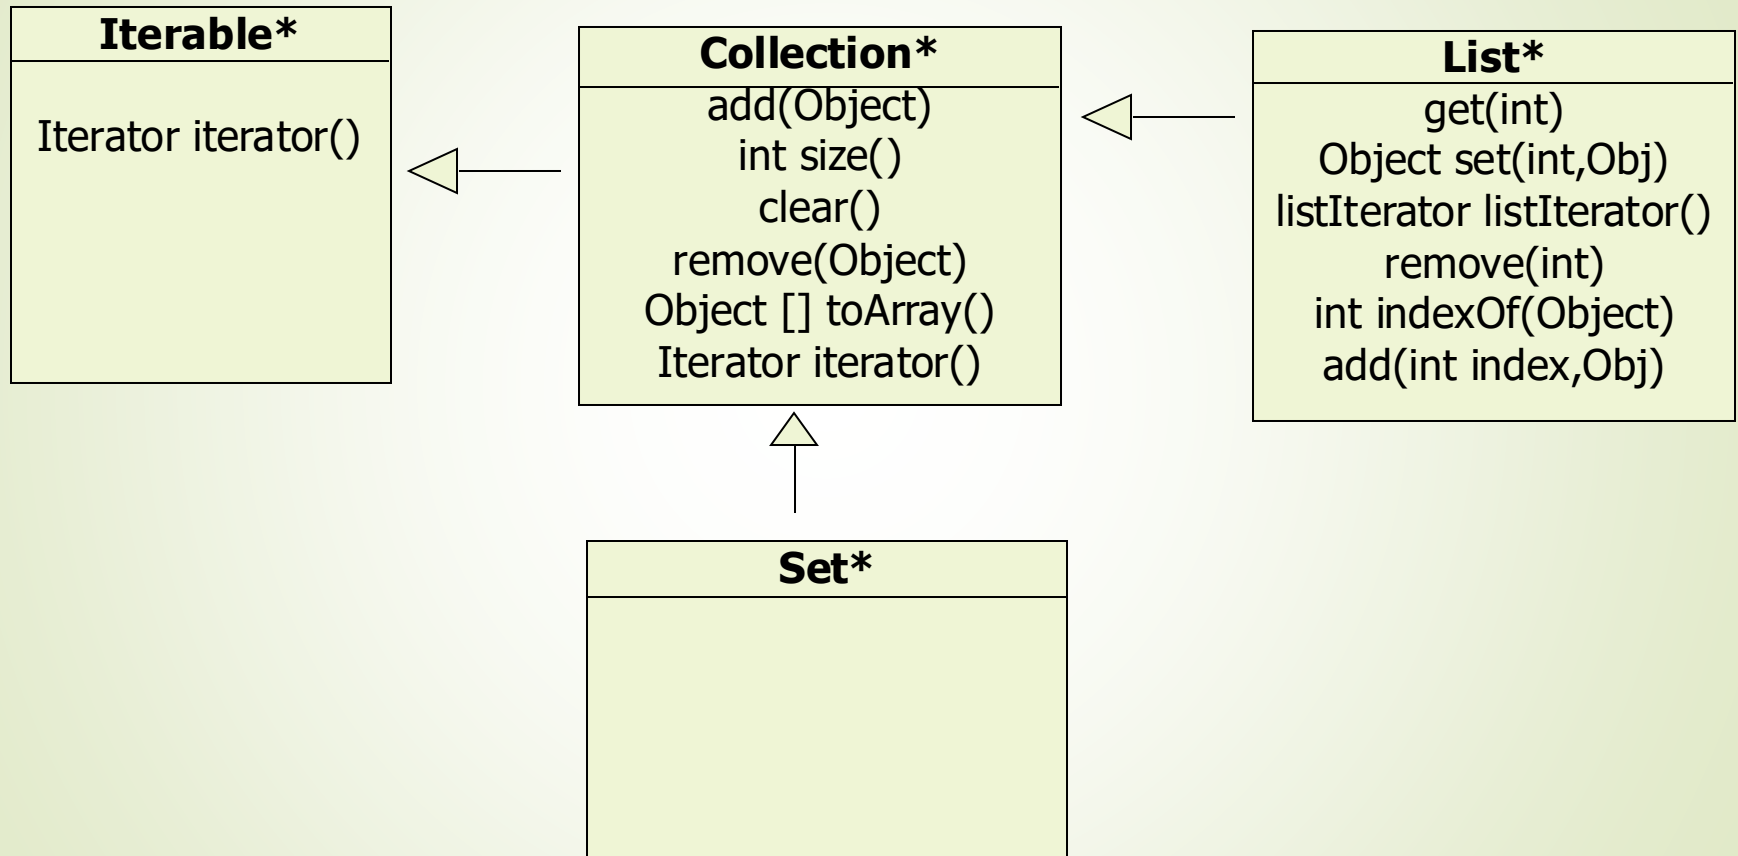 Iterable*
Iterator iterator()
Collection*
add(Object)
int size()
clear()
remove(Object)
Object [] toArray()
Iterator iterator()
List*
get(int)
Object set(int,Obj)
listIterator listIterator()
remove(int)
int indexOf(Object)
add(int index,Obj)
Set*